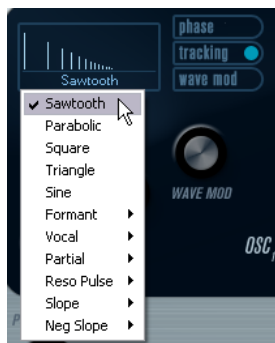 phase
tracking
wave mod
Sawtooth
Sawtooth
Parabolic
Square
Triangle
Sine
Formant
Vocal
Partial
Reso Pulse
Slope
Neg Slope
WAVE MOD
OSC
P